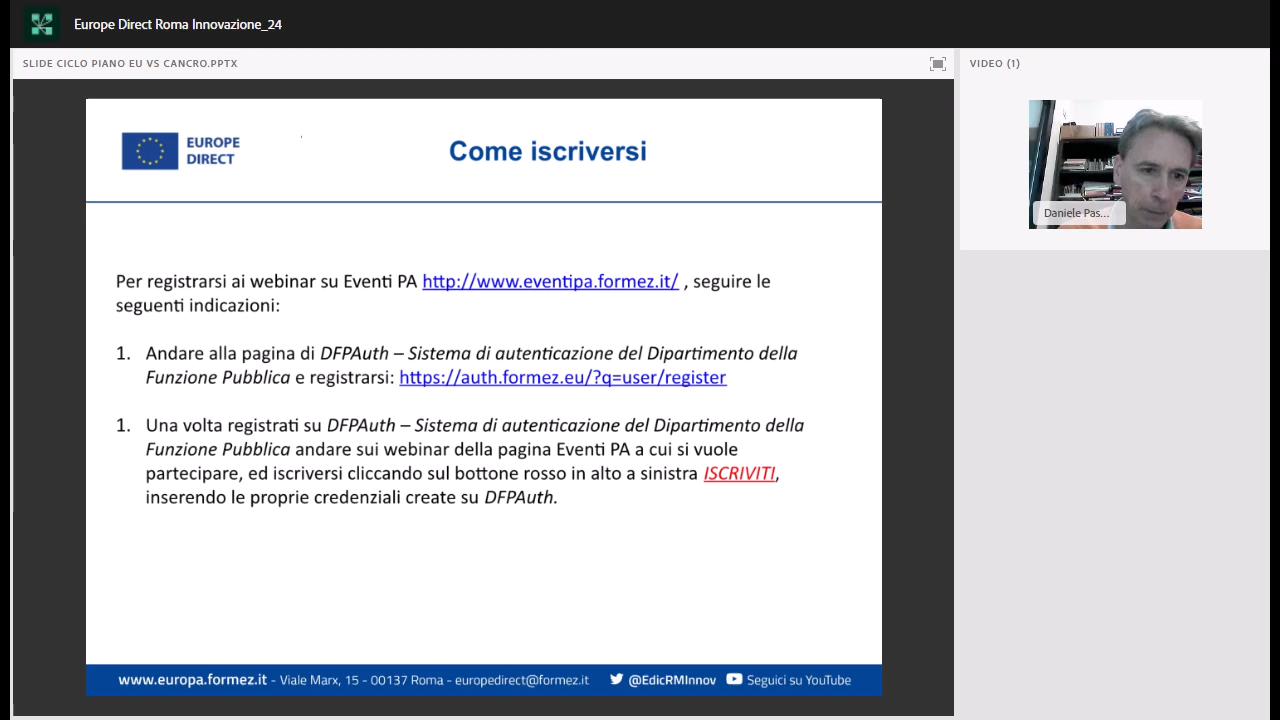 Europe Direct Roma Innovazione_24
SLIDE CICLO PIANO EU VS CANCRO.PPTX
VIDEO (1)
EUROPE
DIRECT
Come iscriversi
Daniele Pas...
Per registrarsi ai webinar su Eventi PA http://www.eventipa.formez.it/ , seguire le
seguenti indicazioni:
1. Andare alla pagina di DFPAuth – Sistema di autenticazione del Dipartimento della
Funzione Pubblica e registrarsi: https://auth.formez.eu/?q=user/register
1. Una volta registrati su DFPAuth – Sistema di autenticazione del Dipartimento della
Funzione Pubblica andare sui webinar della pagina Eventi PA a cui si vuole
partecipare, ed iscriversi cliccando sul bottone rosso in alto a sinistra ISCRIVITI,
inserendo le proprie credenziali create su DFPAuth.
www.europa.formez.it - Viale Marx, 15 - 00137 Roma - europedirect@formez.it @EdicRMInnov Seguici su YouTube